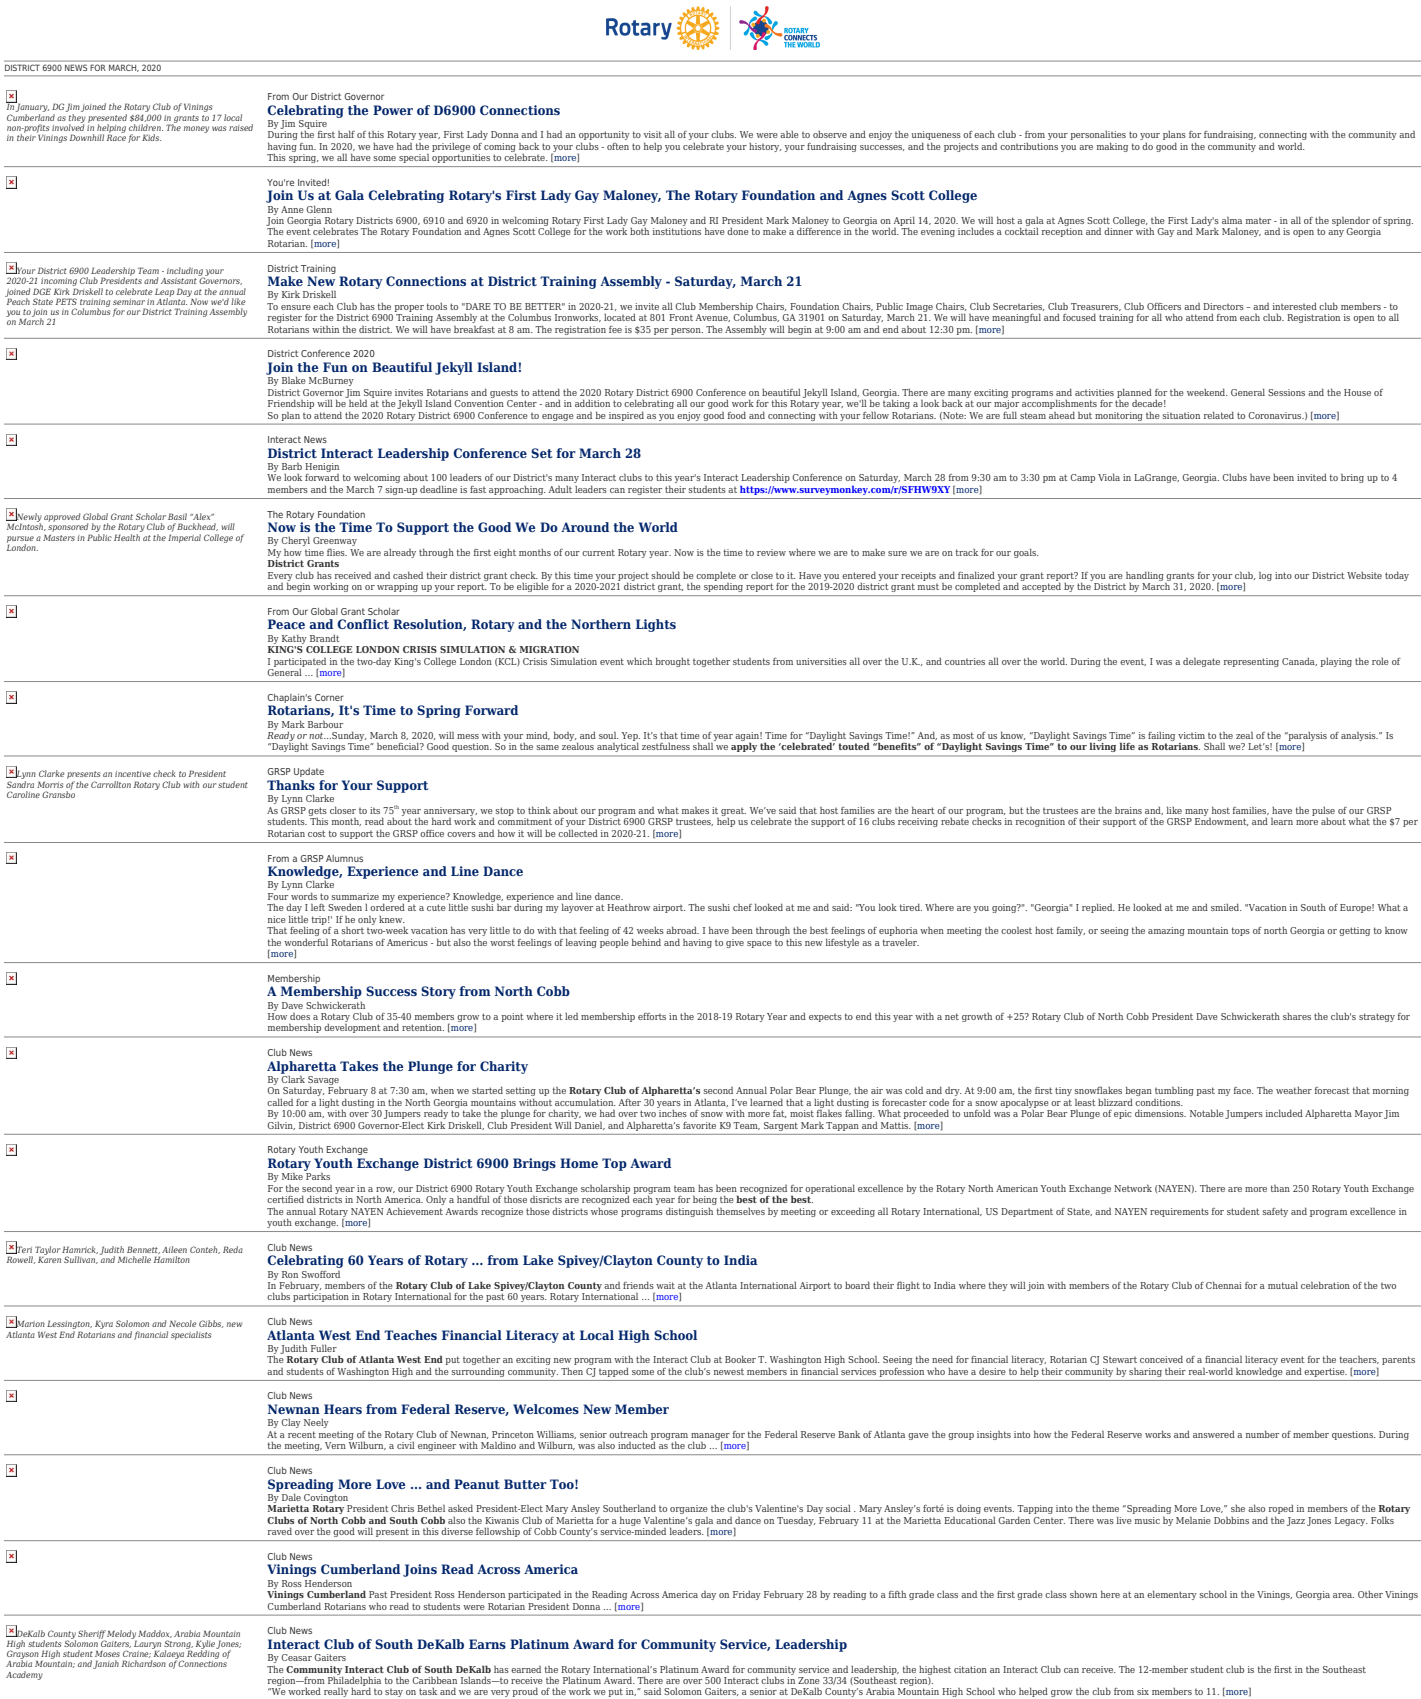 Rotary
ROTARY
CONNECTS
THE WORLD
DISTRICT 6900 NEWS FOR MARCH, 2020
In January, DG Jim joined the Rotary Club of Vinings
Cumberland as they presented $84,000 in grants to 17 local
non-profits involved in helping children. The money was raised
in their Vinings Downhill Race for Kids.
From Our District Governor
Celebrating the Power of D6900 Connections
By Jim Squire
During the first half of this Rotary year, First Lady Donna and I had an opportunity to visit all of your clubs. We were able to observe and enjoy the uniqueness of each club - from your personalities to your plans for fundraising, connecting with the community and
having fun. In 2020, we have had the privilege of coming back to your clubs - often to help you celebrate your history, your fundraising successes, and the projects and contributions you are making to do good in the community and world.
This spring, we all have some special opportunities to celebrate. [more]
You're Invited!
Join Us at Gala Celebrating Rotary's First Lady Gay Maloney, The Rotary Foundation and Agnes Scott College
By Anne Glenn
Join Georgia Rotary Districts 6900, 6910 and 6920 in welcoming Rotary First Lady Gay Maloney and RI President Mark Maloney to Georgia on April 14, 2020. We will host a gala at Agnes Scott College, the First Lady's alma mater - in all of the splendor of spring.
The event celebrates The Rotary Foundation and Agnes Scott College for the work both institutions have done to make a difference in the world. The evening includes a cocktail reception and dinner with Gay and Mark Maloney, and is open to any Georgia
Rotarian. [more]
Your District 6900 Leadership Team - including your
2020-21 incoming Club Presidents and Assistant Governors,
joined DGE Kirk Driskell to celebrate Leap Day at the annual
Peach State PETS training seminar in Atlanta. Now we'd like
you to join us in Columbus for our District Training Assembly
on March 21
District Training
Make New Rotary Connections at District Training Assembly - Saturday, March 21
By Kirk Driskell
To ensure each Club has the proper tools to "DARE TO BE BETTER" in 2020-21, we invite all Club Membership Chairs, Foundation Chairs, Public Image Chairs, Club Secretaries, Club Treasurers, Club Officers and Directors – and interested club members - to
register for the District 6900 Training Assembly at the Columbus Ironworks, located at 801 Front Avenue, Columbus, GA 31901 on Saturday, March 21. We will have meaningful and focused training for all who attend from each club. Registration is open to all
Rotarians within the district. We will have breakfast at 8 am. The registration fee is $35 per person. The Assembly will begin at 9:00 am and end about 12:30 pm. [more]
District Conference 2020
Join the Fun on Beautiful Jekyll Island!
By Blake McBurney
District Governor Jim Squire invites Rotarians and guests to attend the 2020 Rotary District 6900 Conference on beautiful Jekyll Island, Georgia. There are many exciting programs and activities planned for the weekend. General Sessions and the House of
Friendship will be held at the Jekyll Island Convention Center - and in addition to celebrating all our good work for this Rotary year, we'll be taking a look back at our major accomplishments for the decade!
So plan to attend the 2020 Rotary District 6900 Conference to engage and be inspired as you enjoy good food and connecting with your fellow Rotarians. (Note: We are full steam ahead but monitoring the situation related to Coronavirus.) [more]
Interact News
District Interact Leadership Conference Set for March 28
By Barb Henigin
We look forward to welcoming about 100 leaders of our District's many Interact clubs to this year's Interact Leadership Conference on Saturday, March 28 from 9:30 am to 3:30 pm at Camp Viola in LaGrange, Georgia. Clubs have been invited to bring up to 4
members and the March 7 sign-up deadline is fast approaching. Adult leaders can register their students at https://www.surveymonkey.com/r/SFHW9XY [more]
Newly approved Global Grant Scholar Basil "Alex"
McIntosh, sponsored by the Rotary Club of Buckhead, will
pursue a Masters in Public Health at the Imperial College of
London.
The Rotary Foundation
Now is the Time To Support the Good We Do Around the World
By Cheryl Greenway
My how time flies. We are already through the first eight months of our current Rotary year. Now is the time to review where we are to make sure we are on track for our goals.
District Grants
Every club has received and cashed their district grant check. By this time your project should be complete or close to it. Have you entered your receipts and finalized your grant report? If you are handling grants for your club, log into our District Website today
and begin working on or wrapping up your report. To be eligible for a 2020-2021 district grant, the spending report for the 2019-2020 district grant must be completed and accepted by the District by March 31, 2020. [more]
From Our Global Grant Scholar
Peace and Conflict Resolution, Rotary and the Northern Lights
By Kathy Brandt
KING'S COLLEGE LONDON CRISIS SIMULATION & MIGRATION
I participated in the two-day King's College London (KCL) Crisis Simulation event which brought together students from universities all over the U.K., and countries all over the world. During the event, I was a delegate representing Canada, playing the role of
General ... [more]
Chaplain's Corner
Rotarians, It's Time to Spring Forward
By Mark Barbour
Ready or not...Sunday, March 8, 2020, will mess with your mind, body, and soul. Yep. It's that time of year again! Time for “Daylight Savings Time!” And, as most of us know, “Daylight Savings Time” is failing victim to the zeal of the “paralysis of analysis.” Is
“Daylight Savings Time” beneficial? Good question. So in the same zealous analytical zestfulness shall we apply the ‘celebrated’ touted “benefits” of “Daylight Savings Time” to our living life as Rotarians. Shall we? Let’s! [more]
Lynn Clarke presents an incentive check to President
Sandra Morris of the Carrollton Rotary Club with our student
Caroline Gransbo
GRSP Update
Thanks for Your Support
By Lynn Clarke
As GRSP gets closer to its 75th year anniversary, we stop to think about our program and what makes it great. We’ve said that host families are the heart of our program, but the trustees are the brains and, like many host families, have the pulse of our GRSP
students. This month, read about the hard work and commitment of your District 6900 GRSP trustees, help us celebrate the support of 16 clubs receiving rebate checks in recognition of their support of the GRSP Endowment, and learn more about what the $7 per
Rotarian cost to support the GRSP office covers and how it will be collected in 2020-21. [more]
From a GRSP Alumnus
Knowledge, Experience and Line Dance
By Lynn Clarke
Four words to summarize my experience? Knowledge, experience and line dance.
The day I left Sweden l ordered at a cute little sushi bar during my layover at Heathrow airport. The sushi chef looked at me and said: "You look tired. Where are you going?". "Georgia" I replied. He looked at me and smiled. "Vacation in South of Europe! What a
nice little trip!' If he only knew.
That feeling of a short two-week vacation has very little to do with that feeling of 42 weeks abroad. I have been through the best feelings of euphoria when meeting the coolest host family, or seeing the amazing mountain tops of north Georgia or getting to know
the wonderful Rotarians of Americus - but also the worst feelings of leaving people behind and having to give space to this new lifestyle as a traveler.
[more]
Membership
A Membership Success Story from North Cobb
By Dave Schwickerath
How does a Rotary Club of 35-40 members grow to a point where it led membership efforts in the 2018-19 Rotary Year and expects to end this year with a net growth of +25? Rotary Club of North Cobb President Dave Schwickerath shares the club's strategy for
membership development and retention. [more]
Club News
Alpharetta Takes the Plunge for Charity
By Clark Savage
On Saturday, February 8 at 7:30 am, when we started setting up the Rotary Club of Alpharetta’s second Annual Polar Bear Plunge, the air was cold and dry. At 9:00 am, the first tiny snowflakes began tumbling past my face. The weather forecast that morning
called for a light dusting in the North Georgia mountains without accumulation. After 30 years in Atlanta, I’ve learned that a light dusting is forecaster code for a snow apocalypse or at least blizzard conditions.
By 10:00 am, with over 30 Jumpers ready to take the plunge for charity, we had over two inches of snow with more fat, moist flakes falling. What proceeded to unfold was a Polar Bear Plunge of epic dimensions. Notable Jumpers included Alpharetta Mayor Jim
Gilvin, District 6900 Governor-Elect Kirk Driskell, Club President Will Daniel, and Alpharetta’s favorite K9 Team, Sargent Mark Tappan and Mattis. [more]
Rotary Youth Exchange
Rotary Youth Exchange District 6900 Brings Home Top Award
By Mike Parks
For the second year in a row, our District 6900 Rotary Youth Exchange scholarship program team has been recognized for operational excellence by the Rotary North American Youth Exchange Network (NAYEN). There are more than 250 Rotary Youth Exchange
certified districts in North America. Only a handful of those disricts are recognized each year for being the best of the best.
The annual Rotary NAYEN Achievement Awards recognize those districts whose programs distinguish themselves by meeting or exceeding all Rotary International, US Department of State, and NAYEN requirements for student safety and program excellence in
youth exchange. [more]
Teri Taylor Hamrick, Judith Bennett, Aileen Conteh, Reda
Rowell, Karen Sullivan, and Michelle Hamilton
Club News
Celebrating 60 Years of Rotary ... from Lake Spivey/Clayton County to India
By Ron Swofford
In February, members of the Rotary Club of Lake Spivey/Clayton County and friends wait at the Atlanta International Airport to board their flight to India where they will join with members of the Rotary Club of Chennai for a mutual celebration of the two
clubs participation in Rotary International for the past 60 years. Rotary International ... [more]
Marion Lessington, Kyra Solomon and Necole Gibbs, new
Atlanta West End Rotarians and financial specialists
Club News
Atlanta West End Teaches Financial Literacy at Local High School
By Judith Fuller
The Rotary Club of Atlanta West End put together an exciting new program with the Interact Club at Booker T. Washington High School. Seeing the need for financial literacy, Rotarian CJ Stewart conceived of a financial literacy event for the teachers, parents
and students of Washington High and the surrounding community. Then CJ tapped some of the club’s newest members in financial services profession who have a desire to help their community by sharing their real-world knowledge and expertise. [more]
Club News
Newnan Hears from Federal Reserve, Welcomes New Member
By Clay Neely
At a recent meeting of the Rotary Club of Newnan, Princeton Williams, senior outreach program manager for the Federal Reserve Bank of Atlanta gave the group insights into how the Federal Reserve works and answered a number of member questions. During
the meeting, Vern Wilburn, a civil engineer with Maldino and Wilburn, was also inducted as the club ... [more]
Club News
Spreading More Love ... and Peanut Butter Too!
By Dale Covington
Marietta Rotary President Chris Bethel asked President-Elect Mary Ansley Southerland to organize the club's Valentine's Day social . Mary Ansley’s forté is doing events. Tapping into the theme “Spreading More Love,” she also roped in members of the Rotary
Clubs of North Cobb and South Cobb also the Kiwanis Club of Marietta for a huge Valentine’s gala and dance on Tuesday, February 11 at the Marietta Educational Garden Center. There was live music by Melanie Dobbins and the Jazz Jones Legacy. Folks
raved over the good will present in this diverse fellowship of Cobb County’s service-minded leaders. [more]
Club News
Vinings Cumberland Joins Read Across America
By Ross Henderson
Vinings Cumberland Past President Ross Henderson participated in the Reading Across America day on Friday February 28 by reading to a fifth grade class and the first grade class shown here at an elementary school in the Vinings, Georgia area. Other Vinings
Cumberland Rotarians who read to students were Rotarian President Donna ... [more]
DeKalb County Sheriff Melody Maddox, Arabia Mountain
High students Solomon Gaiters, Lauryn Strong, Kylie Jones;
Grayson High student Moses Craine; Kalaeya Redding of
Arabia Mountain; and Janiah Richardson of Connections
Academy
Club News
Interact Club of South DeKalb Earns Platinum Award for Community Service, Leadership
By Ceasar Gaiters
The Community Interact Club of South DeKalb has earned the Rotary International’s Platinum Award for community service and leadership, the highest citation an Interact Club can receive. The 12-member student club is the first in the Southeast
region—from Philadelphia to the Caribbean Islands—to receive the Platinum Award. There are over 500 Interact clubs in Zone 33/34 (Southeast region).
“We worked really hard to stay on task and we are very proud of the work we put in,” said Solomon Gaiters, a senior at DeKalb County’s Arabia Mountain High School who helped grow the club from six members to 11. [more]